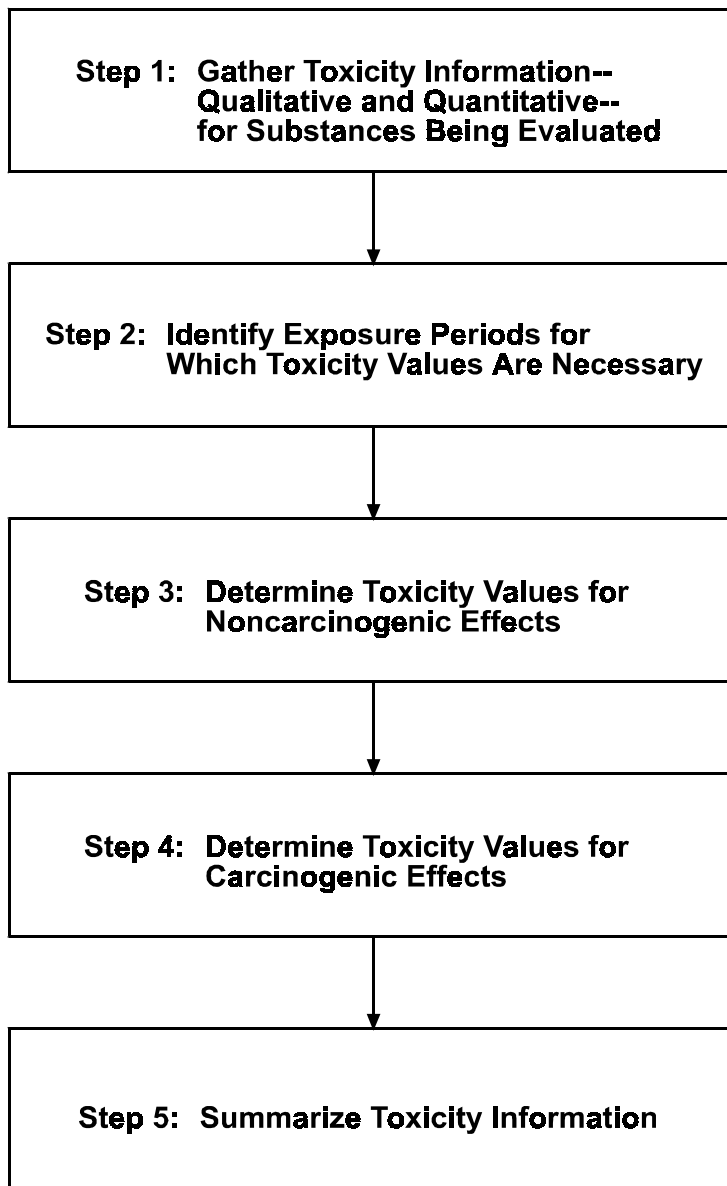 Step 1: Gather Toxicity Information--
Qualitative and Quantitative--
for Substances Being Evaluated
Step 2: Identify Exposure Periods for
Which Toxicity Values Are Necessary
Step 3: Determine Toxicity Values for
Noncarcinogenic Effects
Step 4: Determine Toxicity Values for
Carcinogenic Effects
Step 5: Summarize Toxicity Information